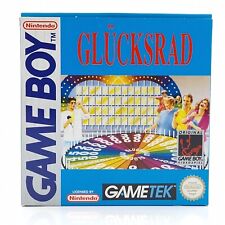 Nintendo
GAME BOY
GLÜCKSRAD
ORIGINAL
GAME BOY
LICENSED BY
Nintendo
GAMETEK